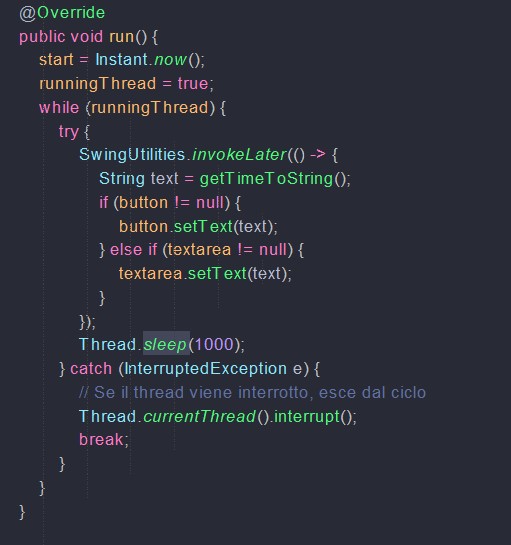 @Override
public void run() {
start = Instant.now();
runningThread = true;
while (runningThread) {
try {
SwingUtilities.invokeLater(() -> {
String text = getTimeToString();
if (button != null) {
button.setText(text);
} else if (textarea != null) {
textarea.setText(text);
}
});
Thread.sleep(1000);
} catch (InterruptedException e) {
// Se il thread viene interrotto, esce dal ciclo
Thread.currentThread().interrupt();
break;
}
}
}